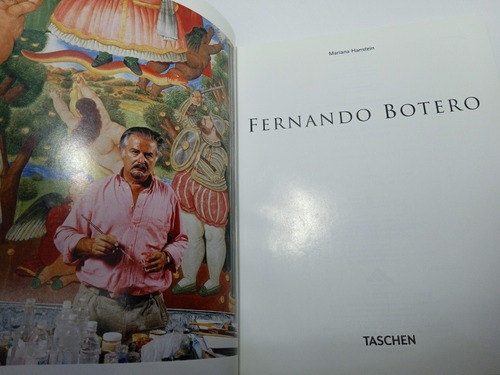 Mariana Hanstein
FERNANDO BOTERO
TASCHEN